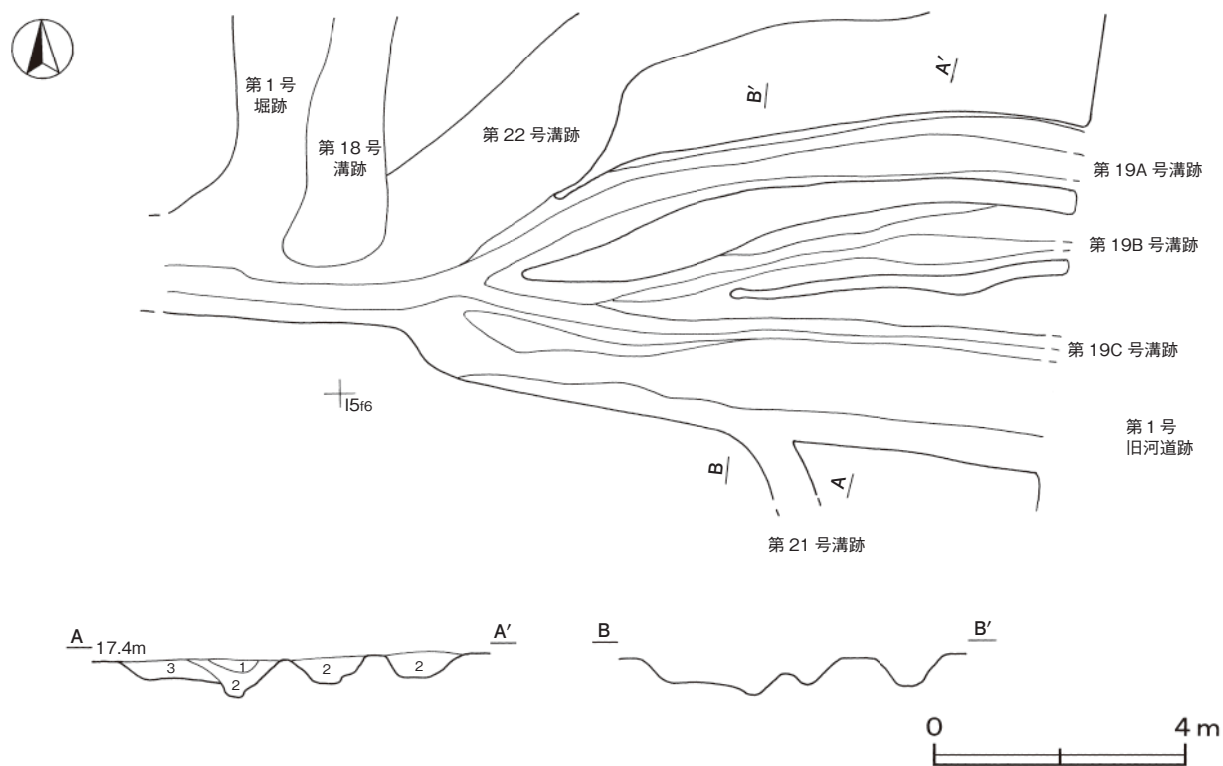 第1号
堀跡
第18号
溝跡
第22号溝跡
B′
A′
第19A号溝跡
第19B号溝跡
第19C号溝跡
I5f6
第1号
旧河道跡
B
A
第21号溝跡
A 17.4m
A′
3
1
2
2
2
B
B′
0
4 m